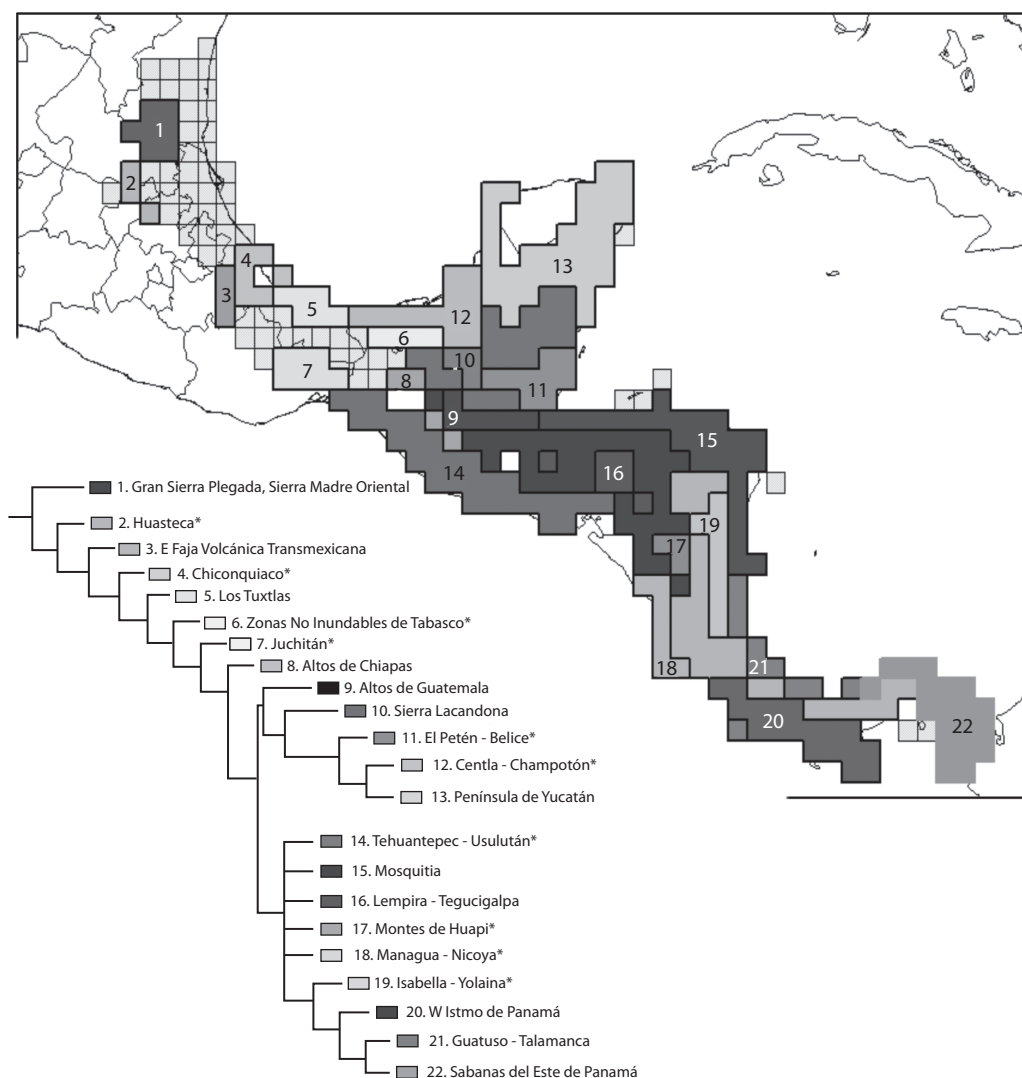 1
2
4
3
5
13
12
6
7
10
8
11
9
15
14
16
19
17
18
21
20
22
1. Gran Sierra Plegada, Sierra Madre Oriental
2. Huasteca*
3. E Faja Volcánica Transmexicana
4. Chiconquiaco*
5. Los Tuxtlas
6. Zonas No Inundables de Tabasco*
7. Juchitán*
8. Altos de Chiapas
9. Altos de Guatemala
10. Sierra Lacandona
11. El Petén - Belice*
12. Centla - Champotón*
13. Península de Yucatán
14. Tehuantepec - Usulután*
15. Mosquitia
16. Lempira - Tegucigalpa
17. Montes de Huapi*
18. Managua - Nicoya*
19. Isabella - Yolaina*
20. W Istmo de Panamá
21. Guatuso - Talamanca
22. Sabanas del Este de Panamá